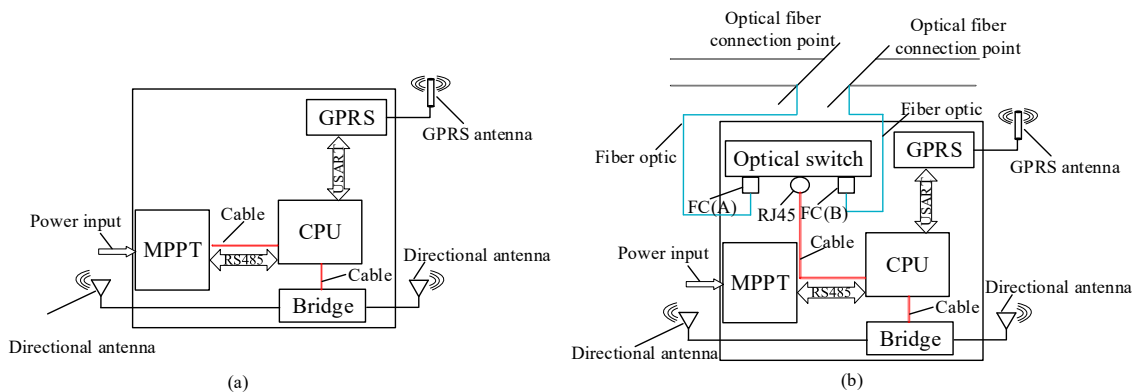 GPRS
GPRS antenna
USAR
Power input
Cable
MPPT
RS485
CPU
Directional antenna
Cable
Bridge
Directional antenna
(a)
Optical fiber
connection point
Optical fiber
connection point
Fiber optic
Fiber optic
Optical switch
GPRS
GPRS antenna
FC(A)
RJ45
FC(B)
SAR
Power input
Cable
MPPT
RS485
CPU
Directional antenna
Cable
Bridge
Directional antenna
(b)